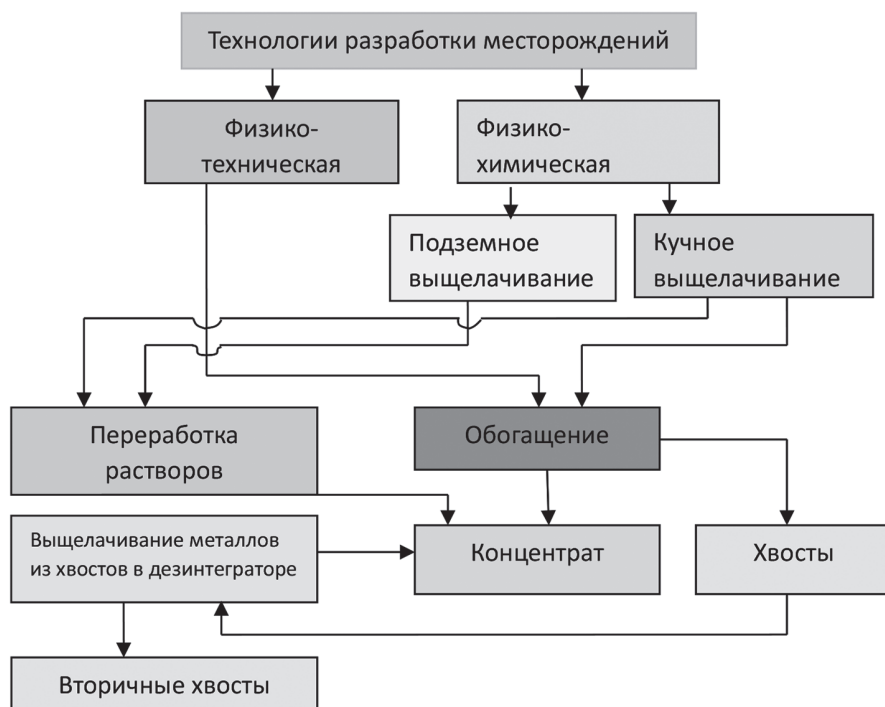 Технологии разработки месторождений
Физико-
техническая
Физико-
химическая
Подземное
выщелачивание
Кучное
выщелачивание
Переработка
растворов
Обогащение
Выщелачивание металлов
из хвостов в дезинтеграторе
Концентрат
Хвосты
Вторичные хвосты